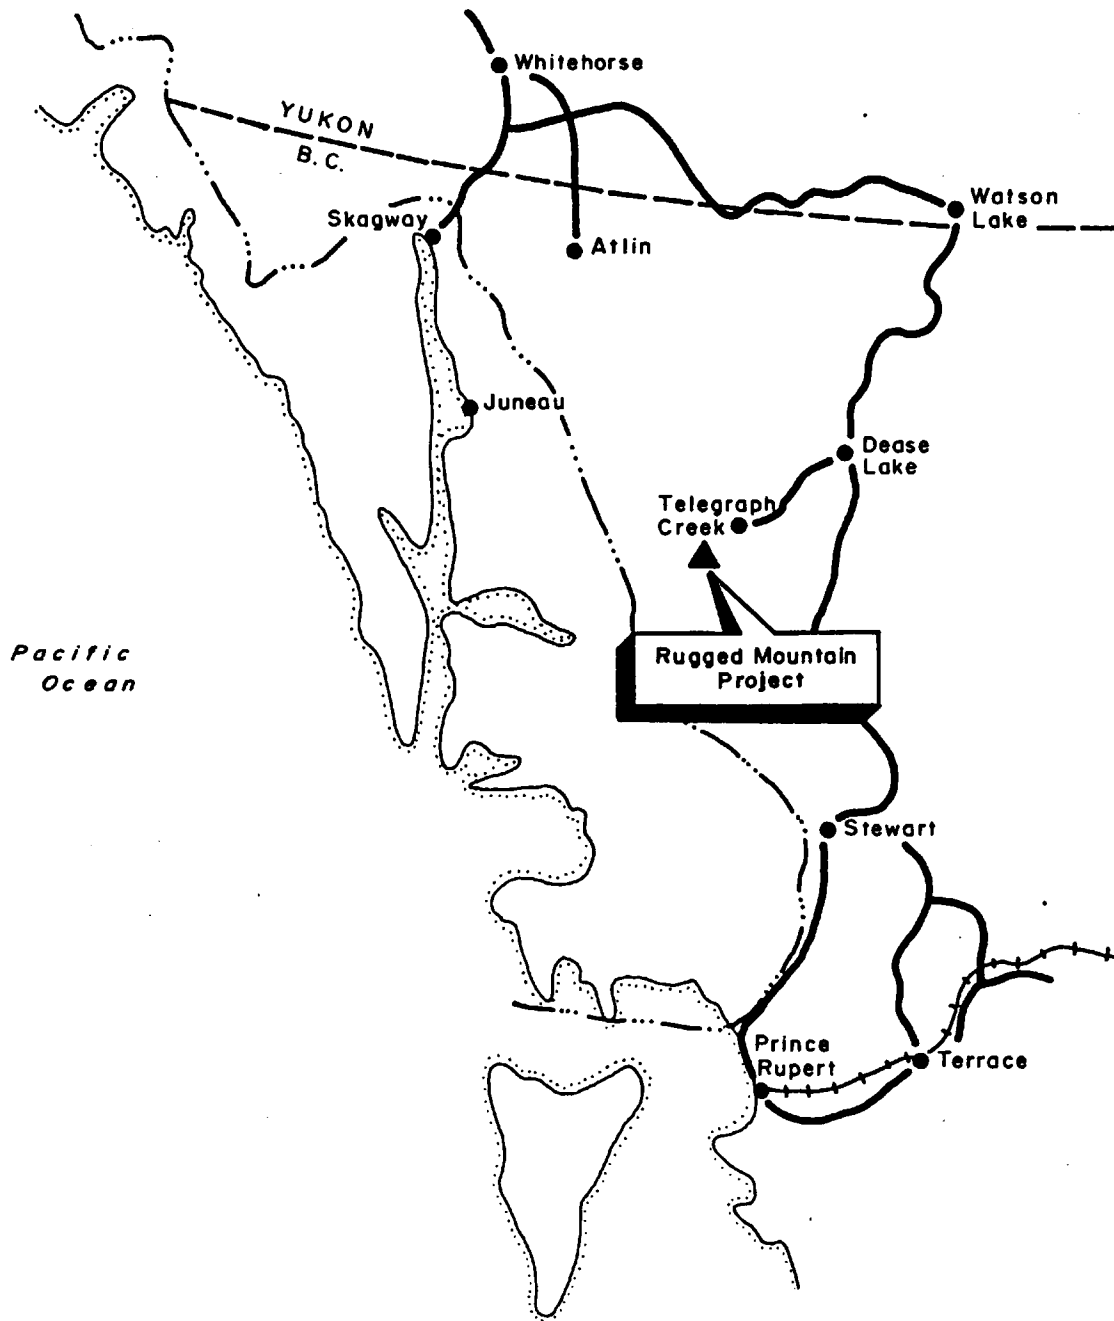 Whitehorse
YUKON
B.C.
Watson
Lake
Skagway
Atlin
Juneau
Dease
Lake
Telegraph
Creek
Rugged Mountain
Project
Pacific
Ocean
Stewart
Prince
Rupert
Terrace